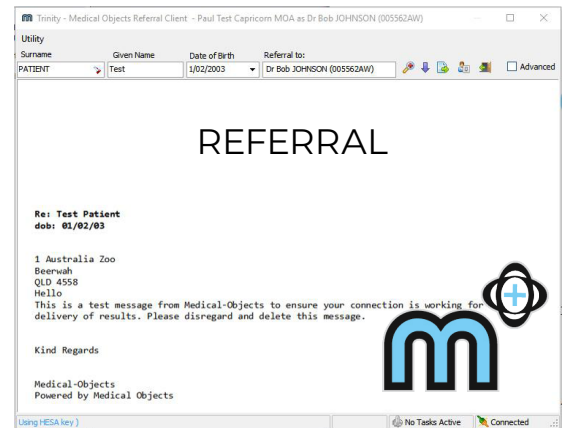 Trinity - Medical Objects Referral Client - Paul Test Capricorn MOA as Dr Bob JOHNSON (005562AW)
Utility
Surname Given Name Date of Birth Referral to:
PATIENT Test 1/02/2003 Dr Bob JOHNSON (005562AW) Advanced
REFERRAL
Re: Test Patient
dob: 01/02/03
1 Australia Zoo
Beerwah
QLD 4558
Hello
This is a test message from Medical-Objects to ensure your connection is working for
delivery of results. Please disregard and delete this message.
Kind Regards
Medical-Objects
Powered by Medical Objects
m
Using HESA key ) No Tasks Active Connected